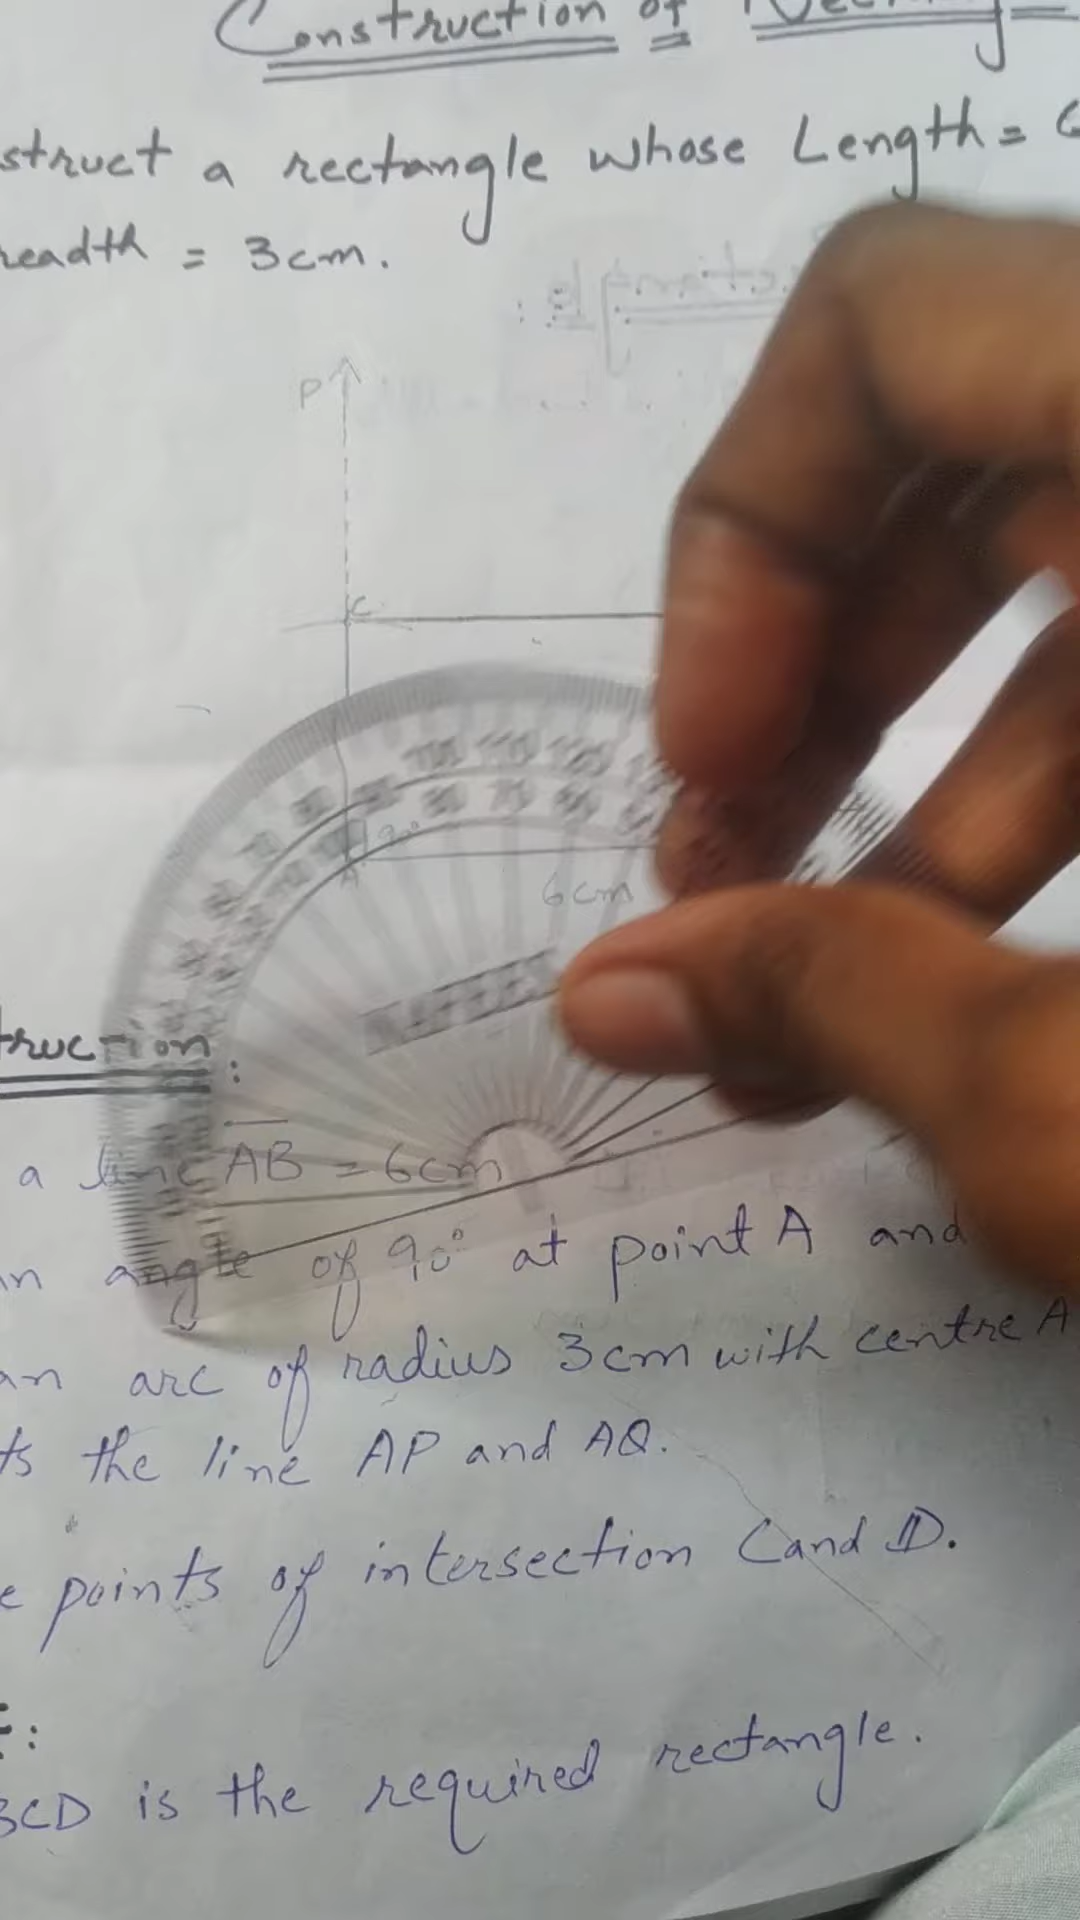 Construction of
struct a rectangle whose Length = 6
readth = 3cm.
P
C
90°
A
6cm
truction:
a line AB = 6cm
an angle of 90° at point A and
an arc of radius 3cm with centre A
ts the line AP and AQ.
e points of intersection C and D.
BCD is the required rectangle.